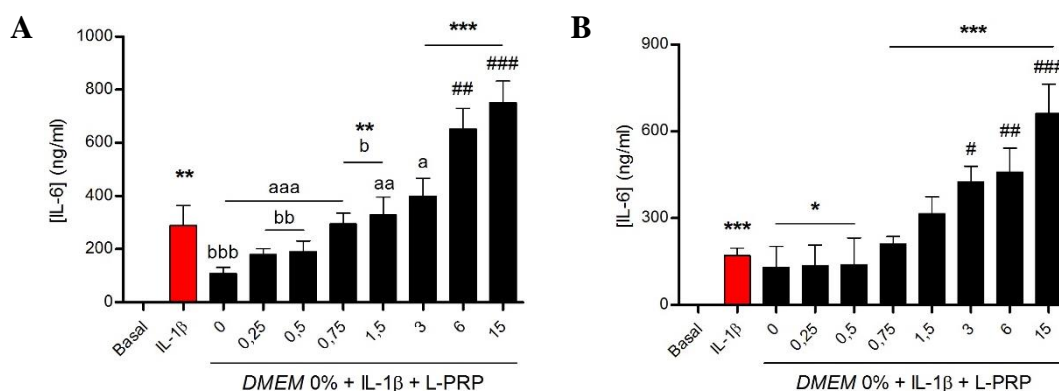 A
[IL-6] (ng/ml)
1000
800
600
400
200
0
***
###
##
**
b
a
aa
aaa
bb
**
bbb
Basal
IL-1β
0
0,25
0,5
0,75
1,5
3
6
15
DMEM 0% + IL-1β + L-PRP
B
[IL-6] (ng/ml)
900
600
300
0
***
###
##
#
*
***
Basal
IL-1β
0
0,25
0,5
0,75
1,5
3
6
15
DMEM 0% + IL-1β + L-PRP